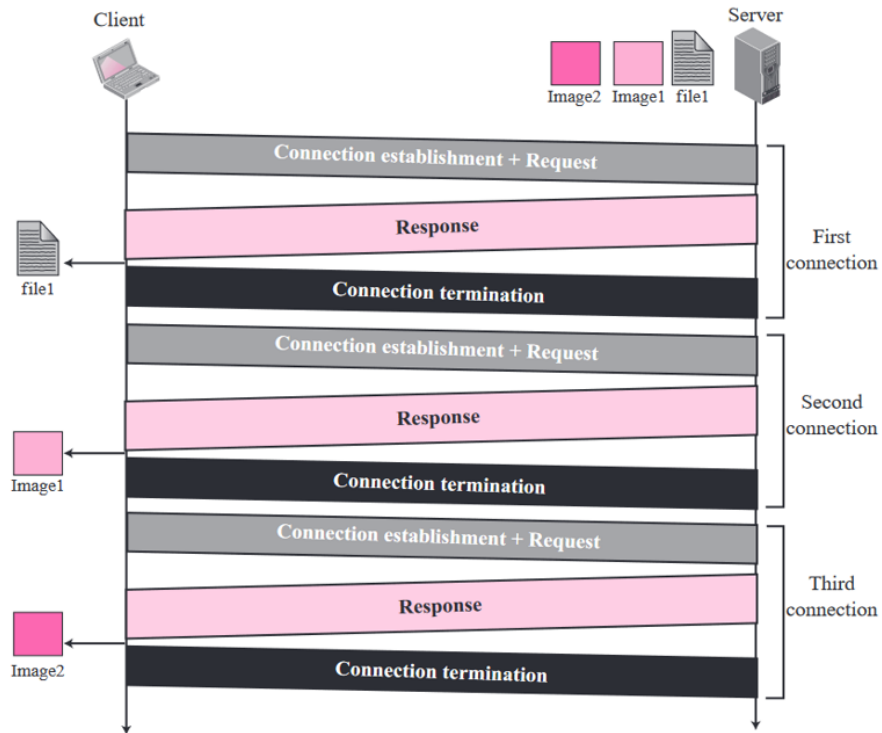 Client
Server
Image2 Image1 file1
Connection establishment + Request
Response
file1
Connection termination
First
connection
Connection establishment + Request
Response
Image1
Connection termination
Second
connection
Connection establishment + Request
Response
Image2
Connection termination
Third
connection